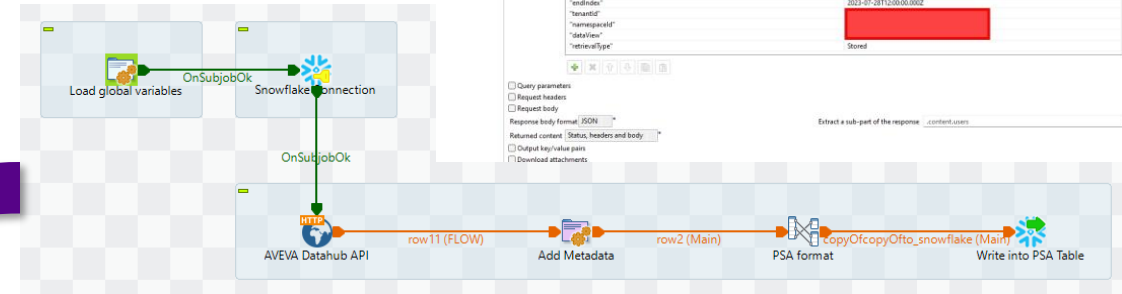 "endIndex" 2023-07-28T12:00:00.000Z
"tenantId"
"namespaceId"
"dataView"
"retrievalType" Stored
Query parameters
Request headers
Request body
Response body format JSON * Extract a sub-part of the response .content.users
Returned content Status, headers and body *
Output key/value pairs
Download attachments
OnSubjobOk
Load global variables
Snowflake Connection
OnSubjobOk
HTTP
row11 (FLOW)
row2 (Main)
copyOfcopyOfto_snowflake (Main)
AVEVA Datahub API
Add Metadata
PSA format
Write into PSA Table